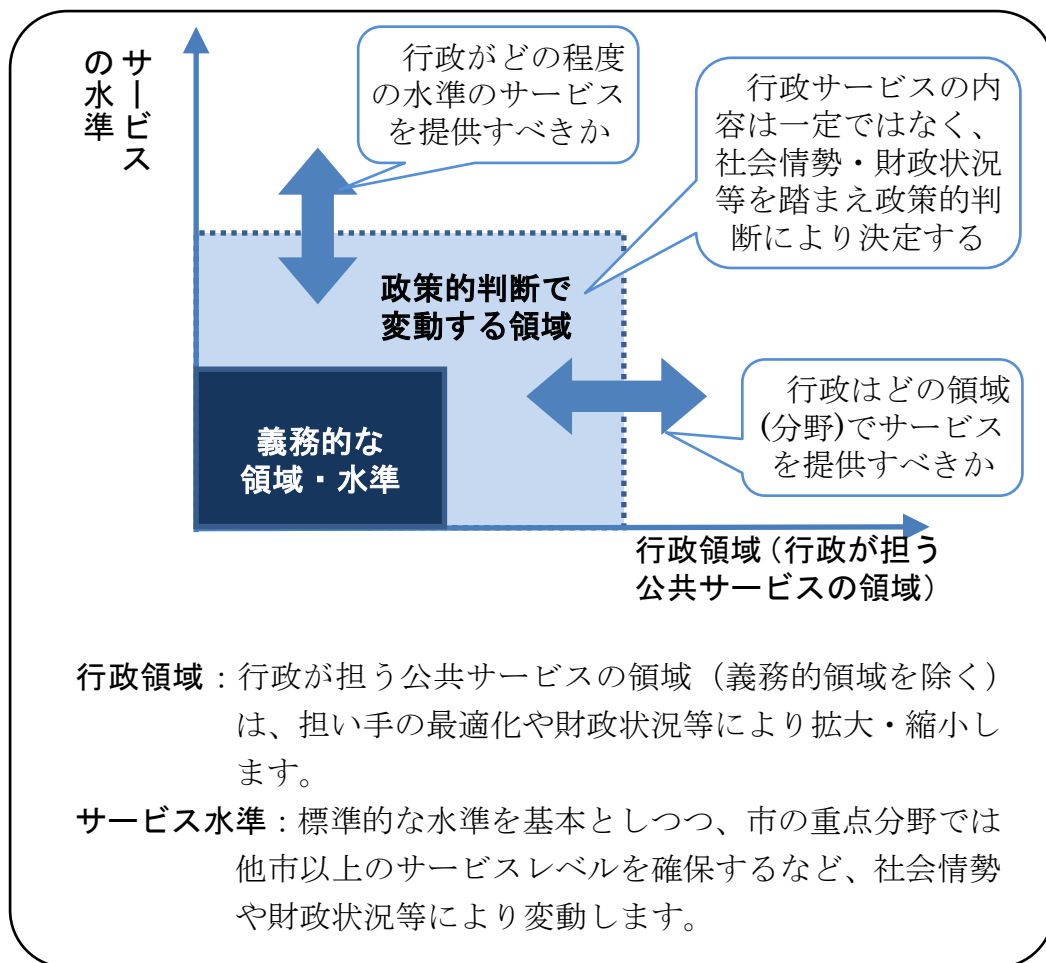 サービス
の水準
行政がどの程度
の水準のサービス
を提供すべきか
行政サービスの内
容は一定ではなく、
社会情勢・財政状況
等を踏まえ政策的判
断により決定する
政策的判断で
変動する領域
行政はどの領域
(分野)でサービス
を提供すべきか
義務的な
領域・水準
行政領域（行政が担う
公共サービスの領域）
行政領域：行政が担う公共サービスの領域（義務的領域を除く）
は、担い手の最適化や財政状況等により拡大・縮小し
ます。
サービス水準：標準的な水準を基本としつつ、市の重点分野では
他市以上のサービスレベルを確保するなど、社会情勢
や財政状況等により変動します。